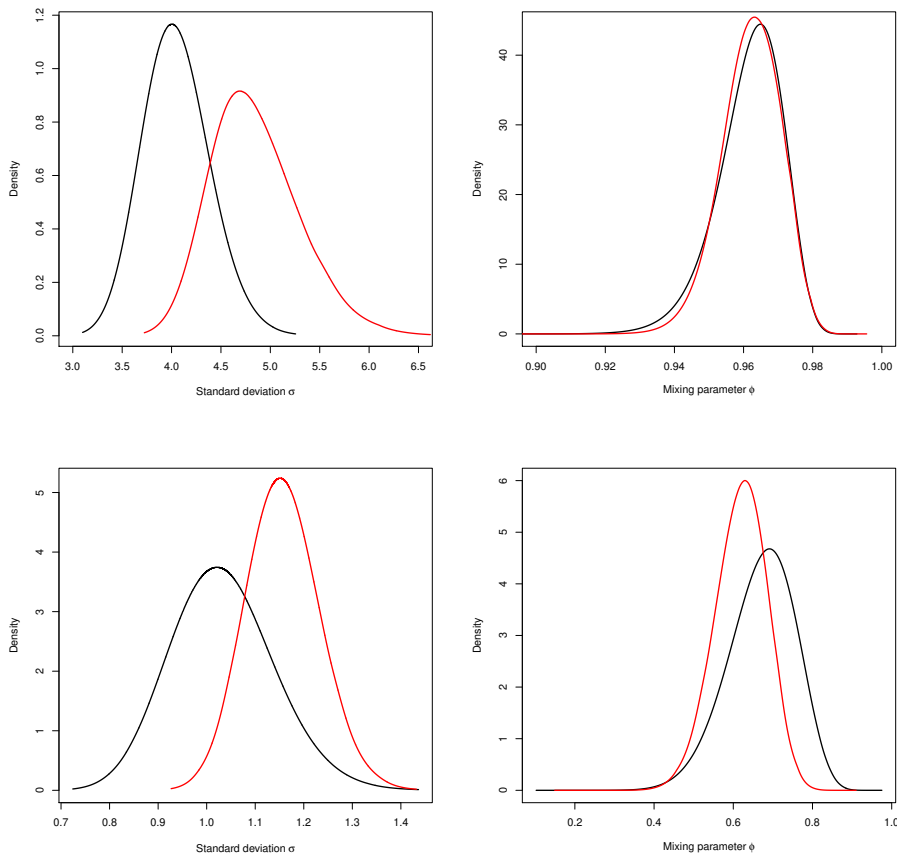 Density
0.0 0.2 0.4 0.6 0.8 1.0 1.2
3.0 3.5 4.0 4.5 5.0 5.5 6.0 6.5
Standard deviation σ
Density
0 10 20 30 40
0.90 0.92 0.94 0.96 0.98 1.00
Mixing parameter ϕ
Density
0 1 2 3 4 5
0.7 0.8 0.9 1.0 1.1 1.2 1.3 1.4
Standard deviation σ
Density
0 1 2 3 4 5 6
0.2 0.4 0.6 0.8 1.0
Mixing parameter ϕ